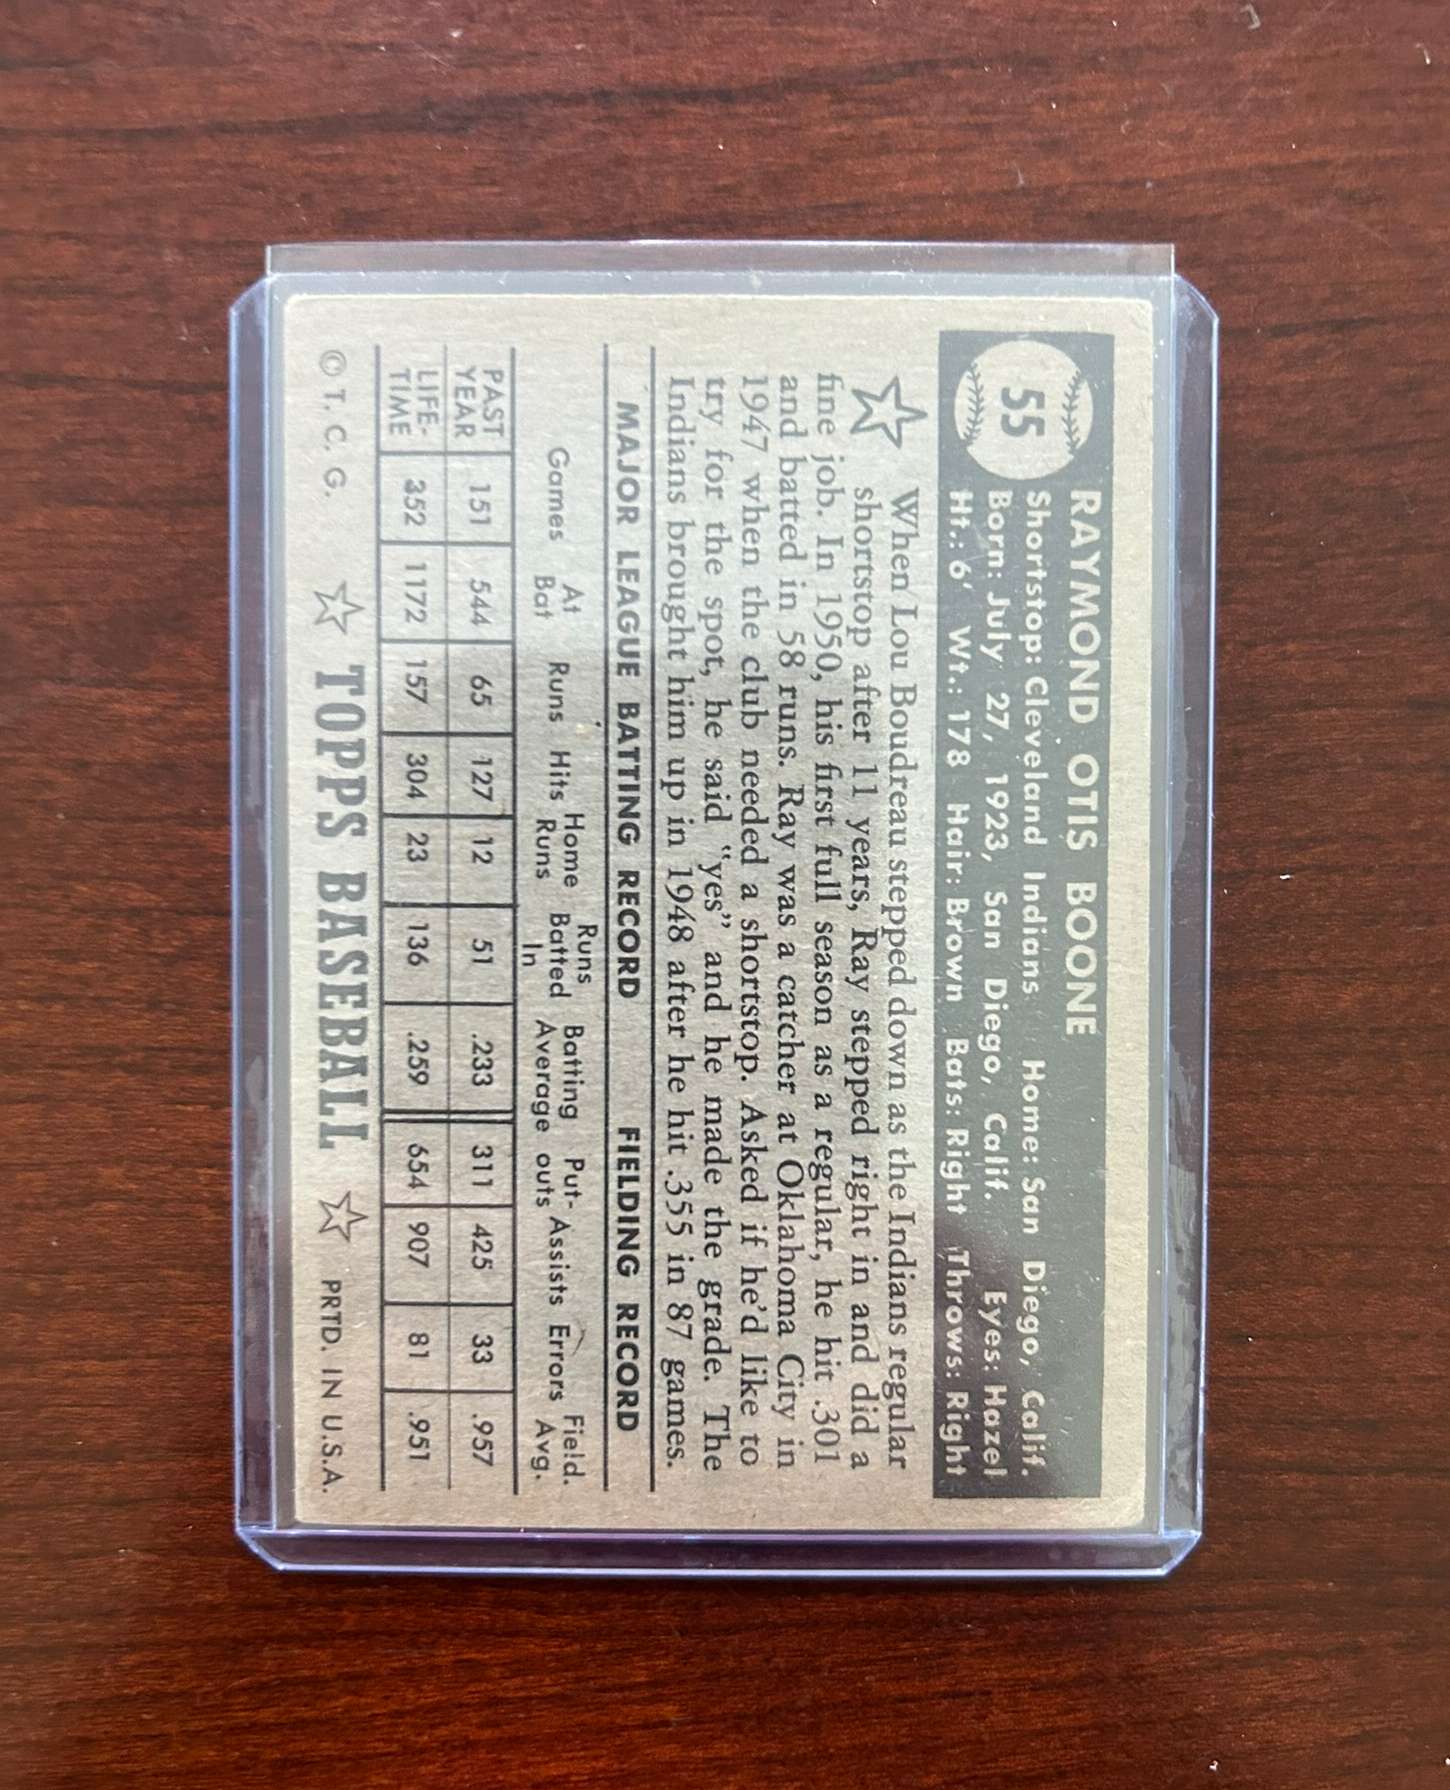 55
RAYMOND OTIS BOONE
Shortstop: Cleveland Indians Home: San Diego, Calif.
Born: July 27, 1923, San Diego, Calif. Eyes: Hazel
Ht.: 6' Wt.: 178 Hair: Brown Bats: Right Throws: Right
When Lou Boudreau stepped down as the Indians regular
shortstop after 11 years, Ray stepped right in and did a
fine job. In 1950, his first full season as a regular, he hit .301
and batted in 58 runs. Ray was a catcher at Oklahoma City in
1947 when the club needed a shortstop. Asked if he'd like to
try for the spot, he said "yes" and he made the grade. The
Indians brought him up in 1948 after he hit .355 in 87 games.
MAJOR LEAGUE BATTING RECORD FIELDING RECORD
Games At Bat Runs Hits Home Runs Runs Batted In Batting Average Put-outs Assists Errors Field. Avg.
PAST YEAR 151 544 65 127 12 51 .233 311 425 33 .957
LIFE-TIME 352 1172 157 304 23 136 .259 654 907 81 .951
© T. C. G. TOPPS BASEBALL PRTD. IN U.S.A.